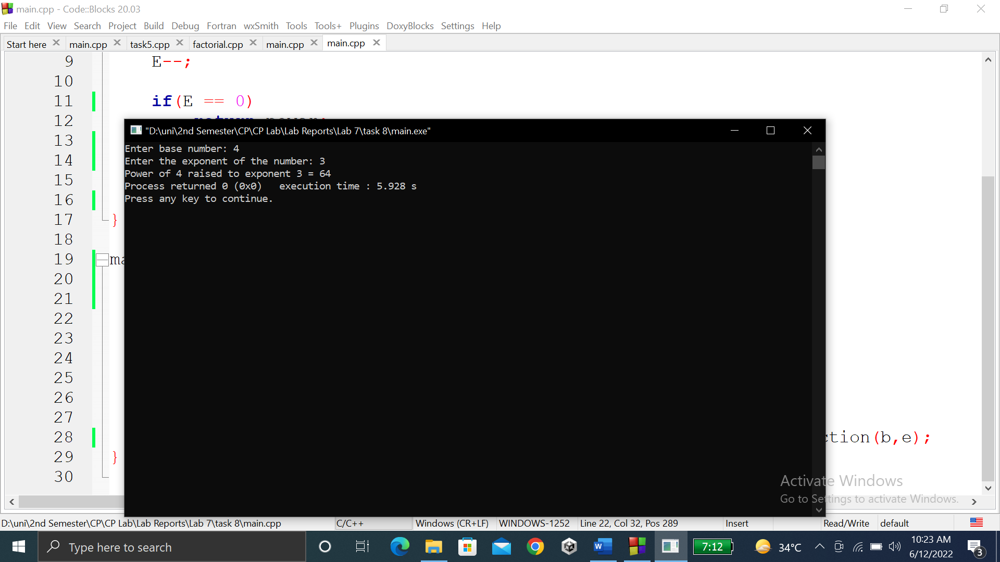 main.cpp - Code::Blocks 20.03
File Edit View Search Project Build Debug Fortran wxSmith Tools Tools+ Plugins DoxyBlocks Settings Help
Start here main.cpp task5.cpp factorial.cpp main.cpp main.cpp
9 E--;
10
11 if(E == 0)
12
13
14
15
16
17 }
18
19
20
21
22
23
24
25
26
27
28 ction(b,e);
29 }
30
"D:\uni\2nd Semester\CP\CP Lab\Lab Reports\Lab 7\task 8\main.exe"
Enter base number: 4
Enter the exponent of the number: 3
Power of 4 raised to exponent 3 = 64
Process returned 0 (0x0)   execution time : 5.928 s
Press any key to continue.
Activate Windows
Go to Settings to activate Windows.
D:\uni\2nd Semester\CP\CP Lab\Lab Reports\Lab 7\task 8\main.cpp C/C++ Windows (CR+LF) WINDOWS-1252 Line 22, Col 32, Pos 289 Insert Read/Write default
Type here to search 7:12 34°C 10:23 AM
6/12/2022 3